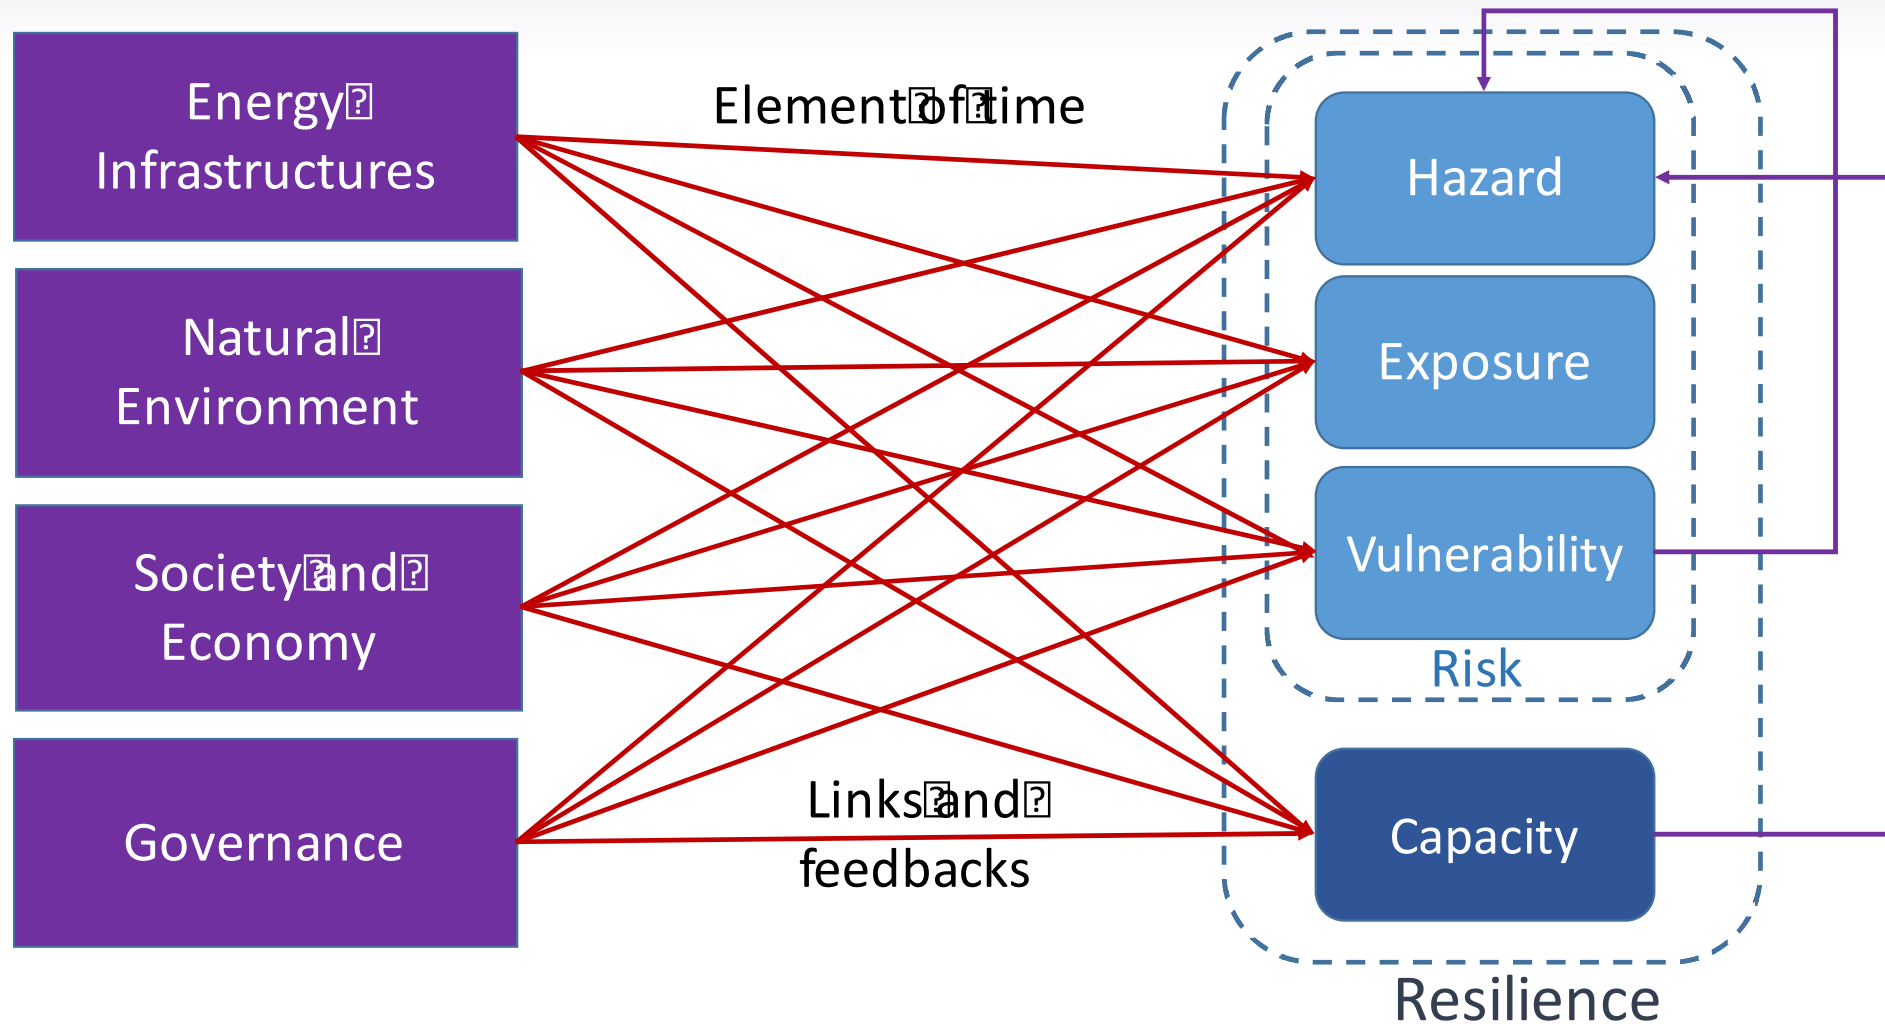 Energy
Infrastructures
Natural
Environment
Society and
Economy
Governance
Element of time
Links and
feedbacks
Hazard
Exposure
Vulnerability
Risk
Capacity
Resilience